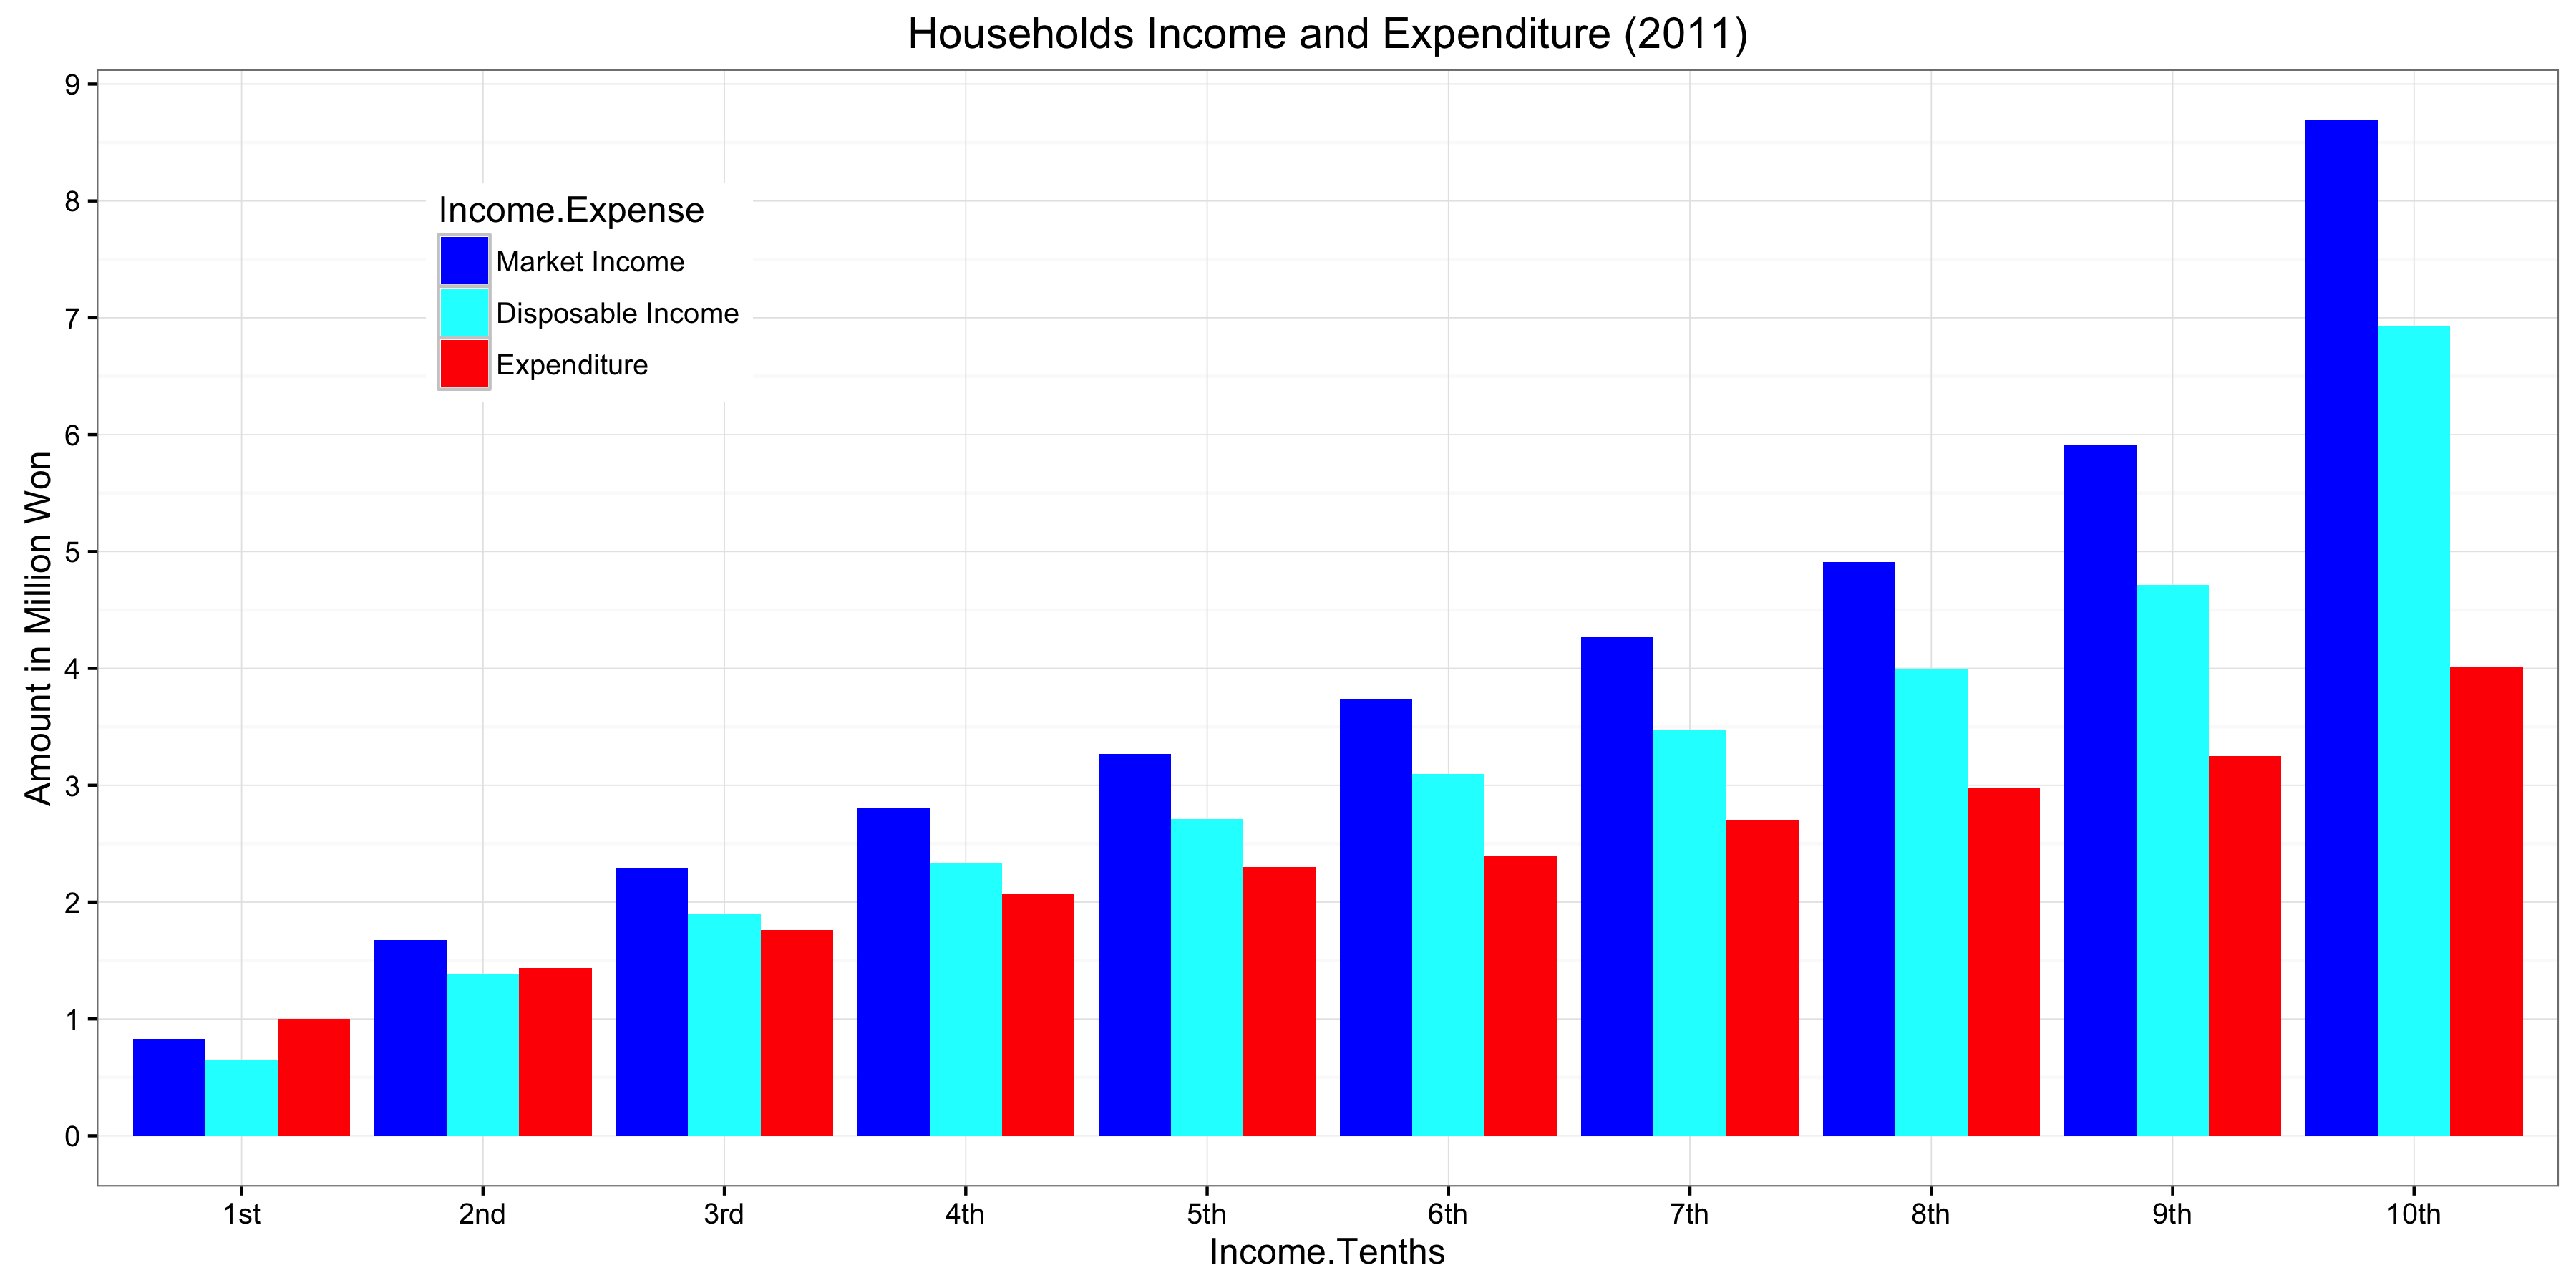 Households Income and Expenditure (2011)
9
8
7
6
5
4
3
2
1
0
Amount in Million Won
Income.Expense
Market Income
Disposable Income
Expenditure
1st 2nd 3rd 4th 5th 6th 7th 8th 9th 10th
Income.Tenths